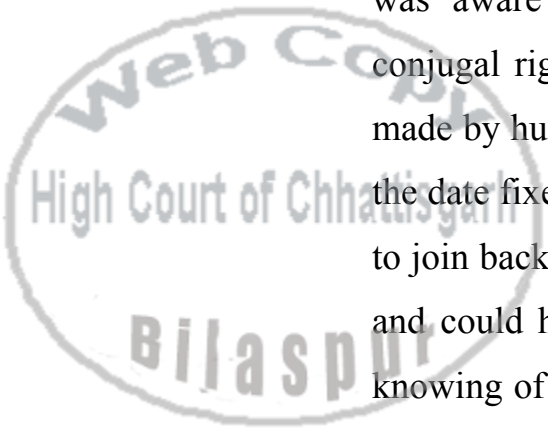 was aware
conjugal rig
made by hu
the date fixe
to join back
and could h
knowing of
Web Copy
High Court of Chhattisgarh
Bilaspur